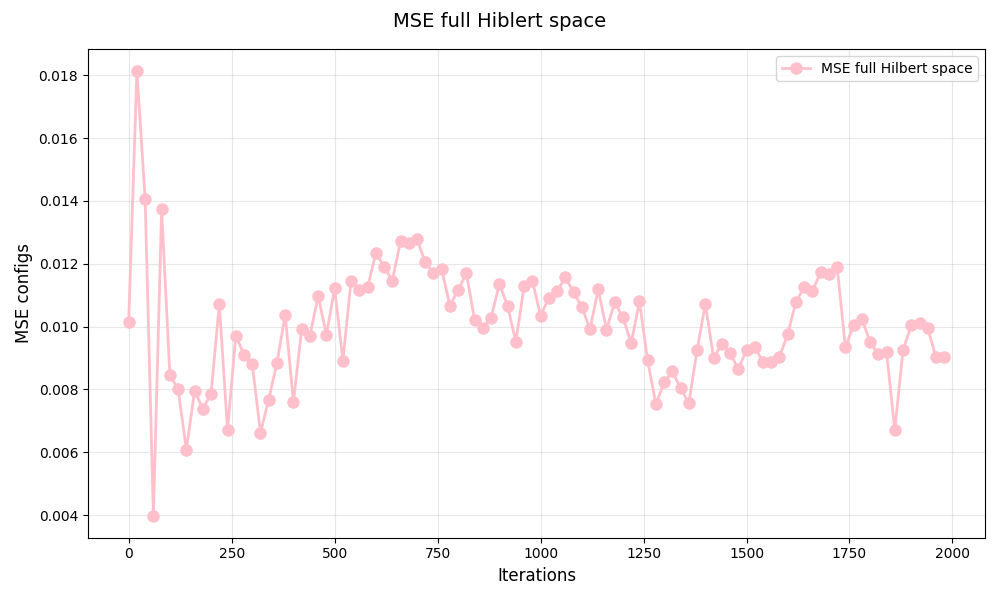 MSE full Hiblert space
MSE full Hilbert space
0.018
0.016
0.014
0.012
0.010
0.008
0.006
0.004
MSE configs
0 250 500 750 1000 1250 1500 1750 2000
Iterations